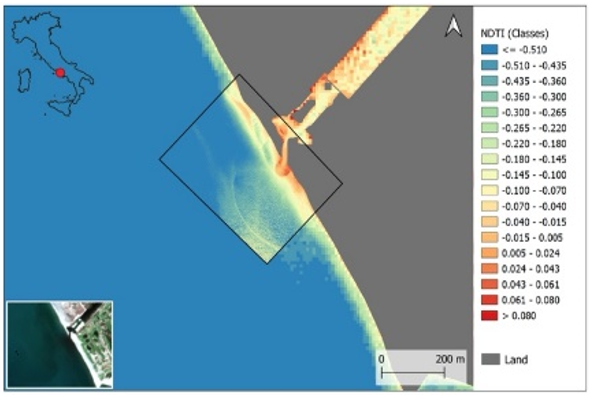 NDTI (Classes)
<= -0.510
-0.510 - -0.435
-0.435 - -0.360
-0.360 - -0.300
-0.300 - -0.265
-0.265 - -0.220
-0.220 - -0.180
-0.180 - -0.145
-0.145 - -0.100
-0.100 - -0.070
-0.070 - -0.040
-0.040 - -0.015
-0.015 - 0.005
0.005 - 0.024
0.024 - 0.043
0.043 - 0.061
0.061 - 0.080
> 0.080
Land
0 200 m